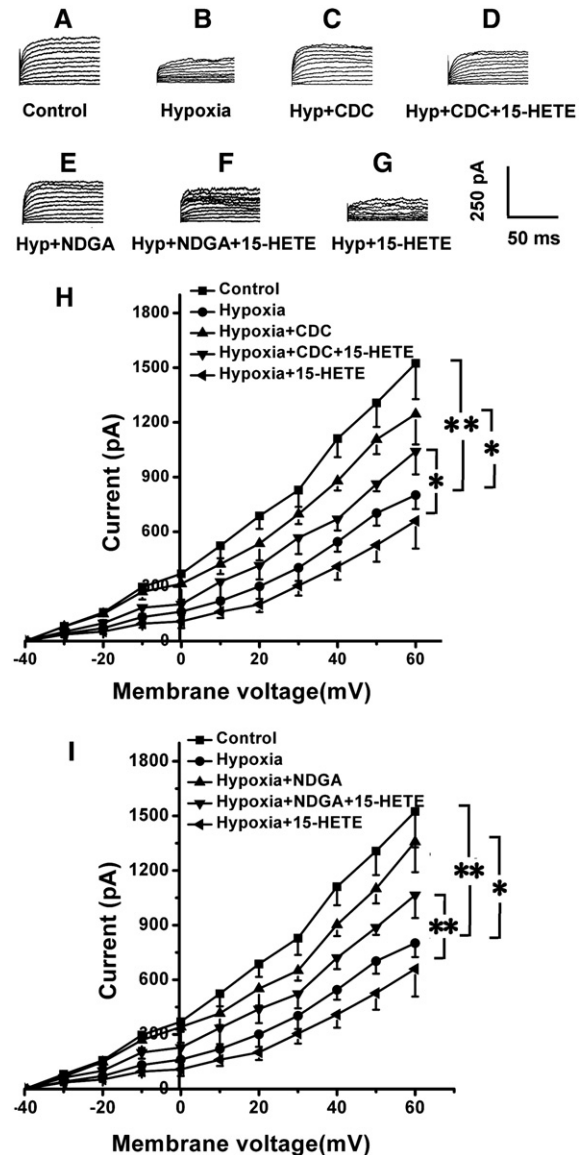 A B C D
Control Hypoxia Hyp+CDC Hyp+CDC+15-HETE
E F G
Hyp+NDGA Hyp+NDGA+15-HETE Hyp+15-HETE
250 pA
50 ms
H
Control
Hypoxia
Hypoxia+CDC
Hypoxia+CDC+15-HETE
Hypoxia+15-HETE
Current (pA)
1800
1500
1200
900
600
300
0
** *
*
-40 -20 0 20 40 60
Membrane voltage(mV)
I
Control
Hypoxia
Hypoxia+NDGA
Hypoxia+NDGA+15-HETE
Hypoxia+15-HETE
Current (pA)
1800
1500
1200
900
600
300
0
** *
**
-40 -20 0 20 40 60
Membrane voltage(mV)